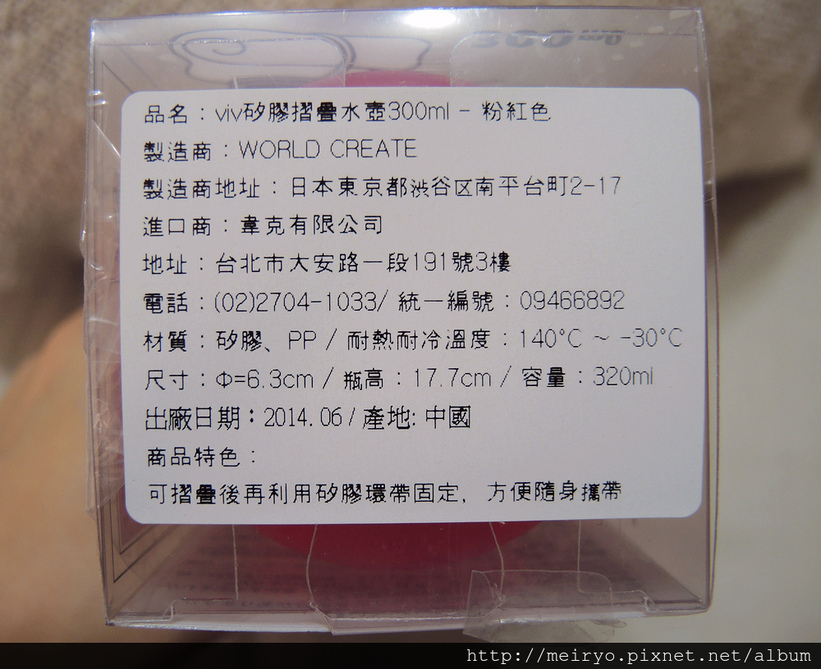 300ml
品名：viv矽膠摺疊水壺300ml - 粉紅色
製造商：WORLD CREATE
製造商地址：日本東京都渋谷区南平台町2-17
進口商：韋克有限公司
地址：台北市大安路一段191號3樓
電話：(02)2704-1033/ 統一編號：09466892
材質：矽膠、PP / 耐熱耐冷溫度：140°C ~ -30°C
尺寸：Φ=6.3cm / 瓶高：17.7cm / 容量：320ml
出廠日期：2014.06 / 產地: 中國
商品特色：
可摺疊後再利用矽膠環帶固定，方便隨身攜帶
http://meiryo.pixnet.net/album